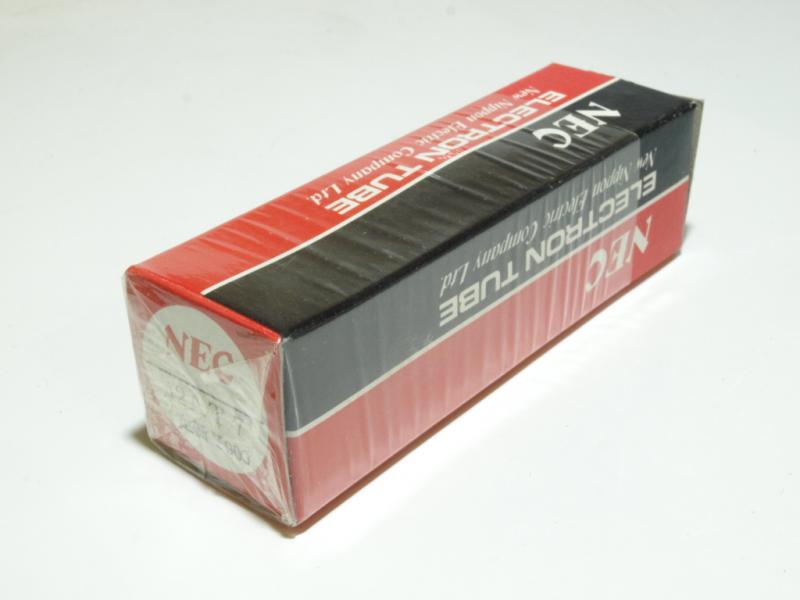 NEC
ELECTRON TUBE
New Nippon Electric Company Ltd.
NEC
ELECTRON TUBE
New Nippon Electric Company Ltd.
NEC